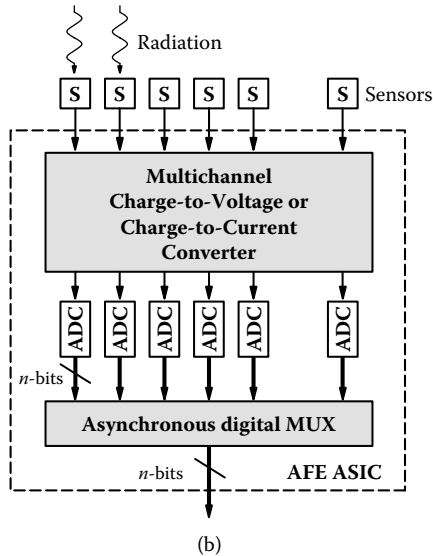 Radiation
S S S S S S Sensors
Multichannel
Charge-to-Voltage or
Charge-to-Current
Converter
ADC ADC ADC ADC ADC ADC
n-bits
Asynchronous digital MUX
n-bits AFE ASIC
(b)